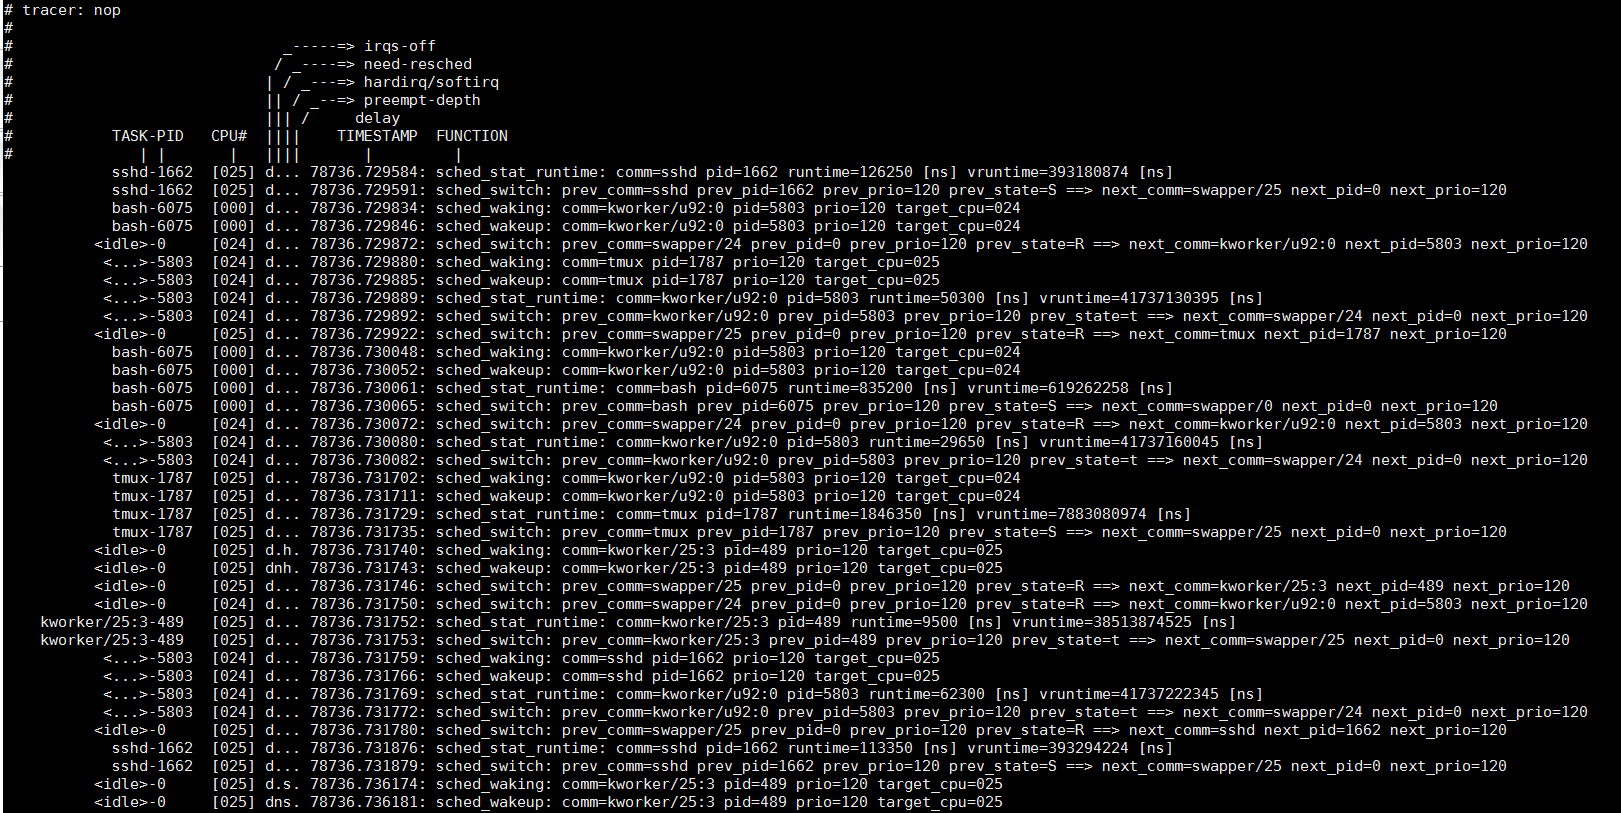 # tracer: nop
#
#                              _-----=> irqs-off
#                             / _----=> need-resched
#                            | / _---=> hardirq/softirq
#                            || / _--=> preempt-depth
#                            ||| /     delay
#           TASK-PID   CPU#  ||||    TIMESTAMP  FUNCTION
#              | |       |   ||||       |         |
            sshd-1662  [025] d... 78736.729584: sched_stat_runtime: comm=sshd pid=1662 runtime=126250 [ns] vruntime=393180874 [ns]
            sshd-1662  [025] d... 78736.729591: sched_switch: prev_comm=sshd prev_pid=1662 prev_prio=120 prev_state=S ==> next_comm=swapper/25 next_pid=0 next_prio=120
            bash-6075  [000] d... 78736.729834: sched_waking: comm=kworker/u92:0 pid=5803 prio=120 target_cpu=024
            bash-6075  [000] d... 78736.729846: sched_wakeup: comm=kworker/u92:0 pid=5803 prio=120 target_cpu=024
          <idle>-0     [024] d... 78736.729872: sched_switch: prev_comm=swapper/24 prev_pid=0 prev_prio=120 prev_state=R ==> next_comm=kworker/u92:0 next_pid=5803 next_prio=120
           <...>-5803  [024] d... 78736.729880: sched_waking: comm=tmux pid=1787 prio=120 target_cpu=025
           <...>-5803  [024] d... 78736.729885: sched_wakeup: comm=tmux pid=1787 prio=120 target_cpu=025
           <...>-5803  [024] d... 78736.729889: sched_stat_runtime: comm=kworker/u92:0 pid=5803 runtime=50300 [ns] vruntime=41737130395 [ns]
           <...>-5803  [024] d... 78736.729892: sched_switch: prev_comm=kworker/u92:0 prev_pid=5803 prev_prio=120 prev_state=t ==> next_comm=swapper/24 next_pid=0 next_prio=120
          <idle>-0     [025] d... 78736.729922: sched_switch: prev_comm=swapper/25 prev_pid=0 prev_prio=120 prev_state=R ==> next_comm=tmux next_pid=1787 next_prio=120
            bash-6075  [000] d... 78736.730048: sched_waking: comm=kworker/u92:0 pid=5803 prio=120 target_cpu=024
            bash-6075  [000] d... 78736.730052: sched_wakeup: comm=kworker/u92:0 pid=5803 prio=120 target_cpu=024
            bash-6075  [000] d... 78736.730061: sched_stat_runtime: comm=bash pid=6075 runtime=835200 [ns] vruntime=619262258 [ns]
            bash-6075  [000] d... 78736.730065: sched_switch: prev_comm=bash prev_pid=6075 prev_prio=120 prev_state=S ==> next_comm=swapper/0 next_pid=0 next_prio=120
          <idle>-0     [024] d... 78736.730072: sched_switch: prev_comm=swapper/24 prev_pid=0 prev_prio=120 prev_state=R ==> next_comm=kworker/u92:0 next_pid=5803 next_prio=120
           <...>-5803  [024] d... 78736.730080: sched_stat_runtime: comm=kworker/u92:0 pid=5803 runtime=29650 [ns] vruntime=41737160045 [ns]
           <...>-5803  [024] d... 78736.730082: sched_switch: prev_comm=kworker/u92:0 prev_pid=5803 prev_prio=120 prev_state=t ==> next_comm=swapper/24 next_pid=0 next_prio=120
            tmux-1787  [025] d... 78736.731702: sched_waking: comm=kworker/u92:0 pid=5803 prio=120 target_cpu=024
            tmux-1787  [025] d... 78736.731711: sched_wakeup: comm=kworker/u92:0 pid=5803 prio=120 target_cpu=024
            tmux-1787  [025] d... 78736.731729: sched_stat_runtime: comm=tmux pid=1787 runtime=1846350 [ns] vruntime=7883080974 [ns]
            tmux-1787  [025] d... 78736.731735: sched_switch: prev_comm=tmux prev_pid=1787 prev_prio=120 prev_state=S ==> next_comm=swapper/25 next_pid=0 next_prio=120
          <idle>-0     [025] d.h. 78736.731740: sched_waking: comm=kworker/25:3 pid=489 prio=120 target_cpu=025
          <idle>-0     [025] dnh. 78736.731743: sched_wakeup: comm=kworker/25:3 pid=489 prio=120 target_cpu=025
          <idle>-0     [025] d... 78736.731746: sched_switch: prev_comm=swapper/25 prev_pid=0 prev_prio=120 prev_state=R ==> next_comm=kworker/25:3 next_pid=489 next_prio=120
          <idle>-0     [024] d... 78736.731750: sched_switch: prev_comm=swapper/24 prev_pid=0 prev_prio=120 prev_state=R ==> next_comm=kworker/u92:0 next_pid=5803 next_prio=120
    kworker/25:3-489   [025] d... 78736.731752: sched_stat_runtime: comm=kworker/25:3 pid=489 runtime=9500 [ns] vruntime=38513874525 [ns]
    kworker/25:3-489   [025] d... 78736.731753: sched_switch: prev_comm=kworker/25:3 prev_pid=489 prev_prio=120 prev_state=t ==> next_comm=swapper/25 next_pid=0 next_prio=120
           <...>-5803  [024] d... 78736.731759: sched_waking: comm=sshd pid=1662 prio=120 target_cpu=025
           <...>-5803  [024] d... 78736.731766: sched_wakeup: comm=sshd pid=1662 prio=120 target_cpu=025
           <...>-5803  [024] d... 78736.731769: sched_stat_runtime: comm=kworker/u92:0 pid=5803 runtime=62300 [ns] vruntime=41737222345 [ns]
           <...>-5803  [024] d... 78736.731772: sched_switch: prev_comm=kworker/u92:0 prev_pid=5803 prev_prio=120 prev_state=t ==> next_comm=swapper/24 next_pid=0 next_prio=120
          <idle>-0     [025] d... 78736.731780: sched_switch: prev_comm=swapper/25 prev_pid=0 prev_prio=120 prev_state=R ==> next_comm=sshd next_pid=1662 next_prio=120
            sshd-1662  [025] d... 78736.731876: sched_stat_runtime: comm=sshd pid=1662 runtime=113350 [ns] vruntime=393294224 [ns]
            sshd-1662  [025] d... 78736.731879: sched_switch: prev_comm=sshd prev_pid=1662 prev_prio=120 prev_state=S ==> next_comm=swapper/25 next_pid=0 next_prio=120
          <idle>-0     [025] d.s. 78736.736174: sched_waking: comm=kworker/25:3 pid=489 prio=120 target_cpu=025
          <idle>-0     [025] dns. 78736.736181: sched_wakeup: comm=kworker/25:3 pid=489 prio=120 target_cpu=025